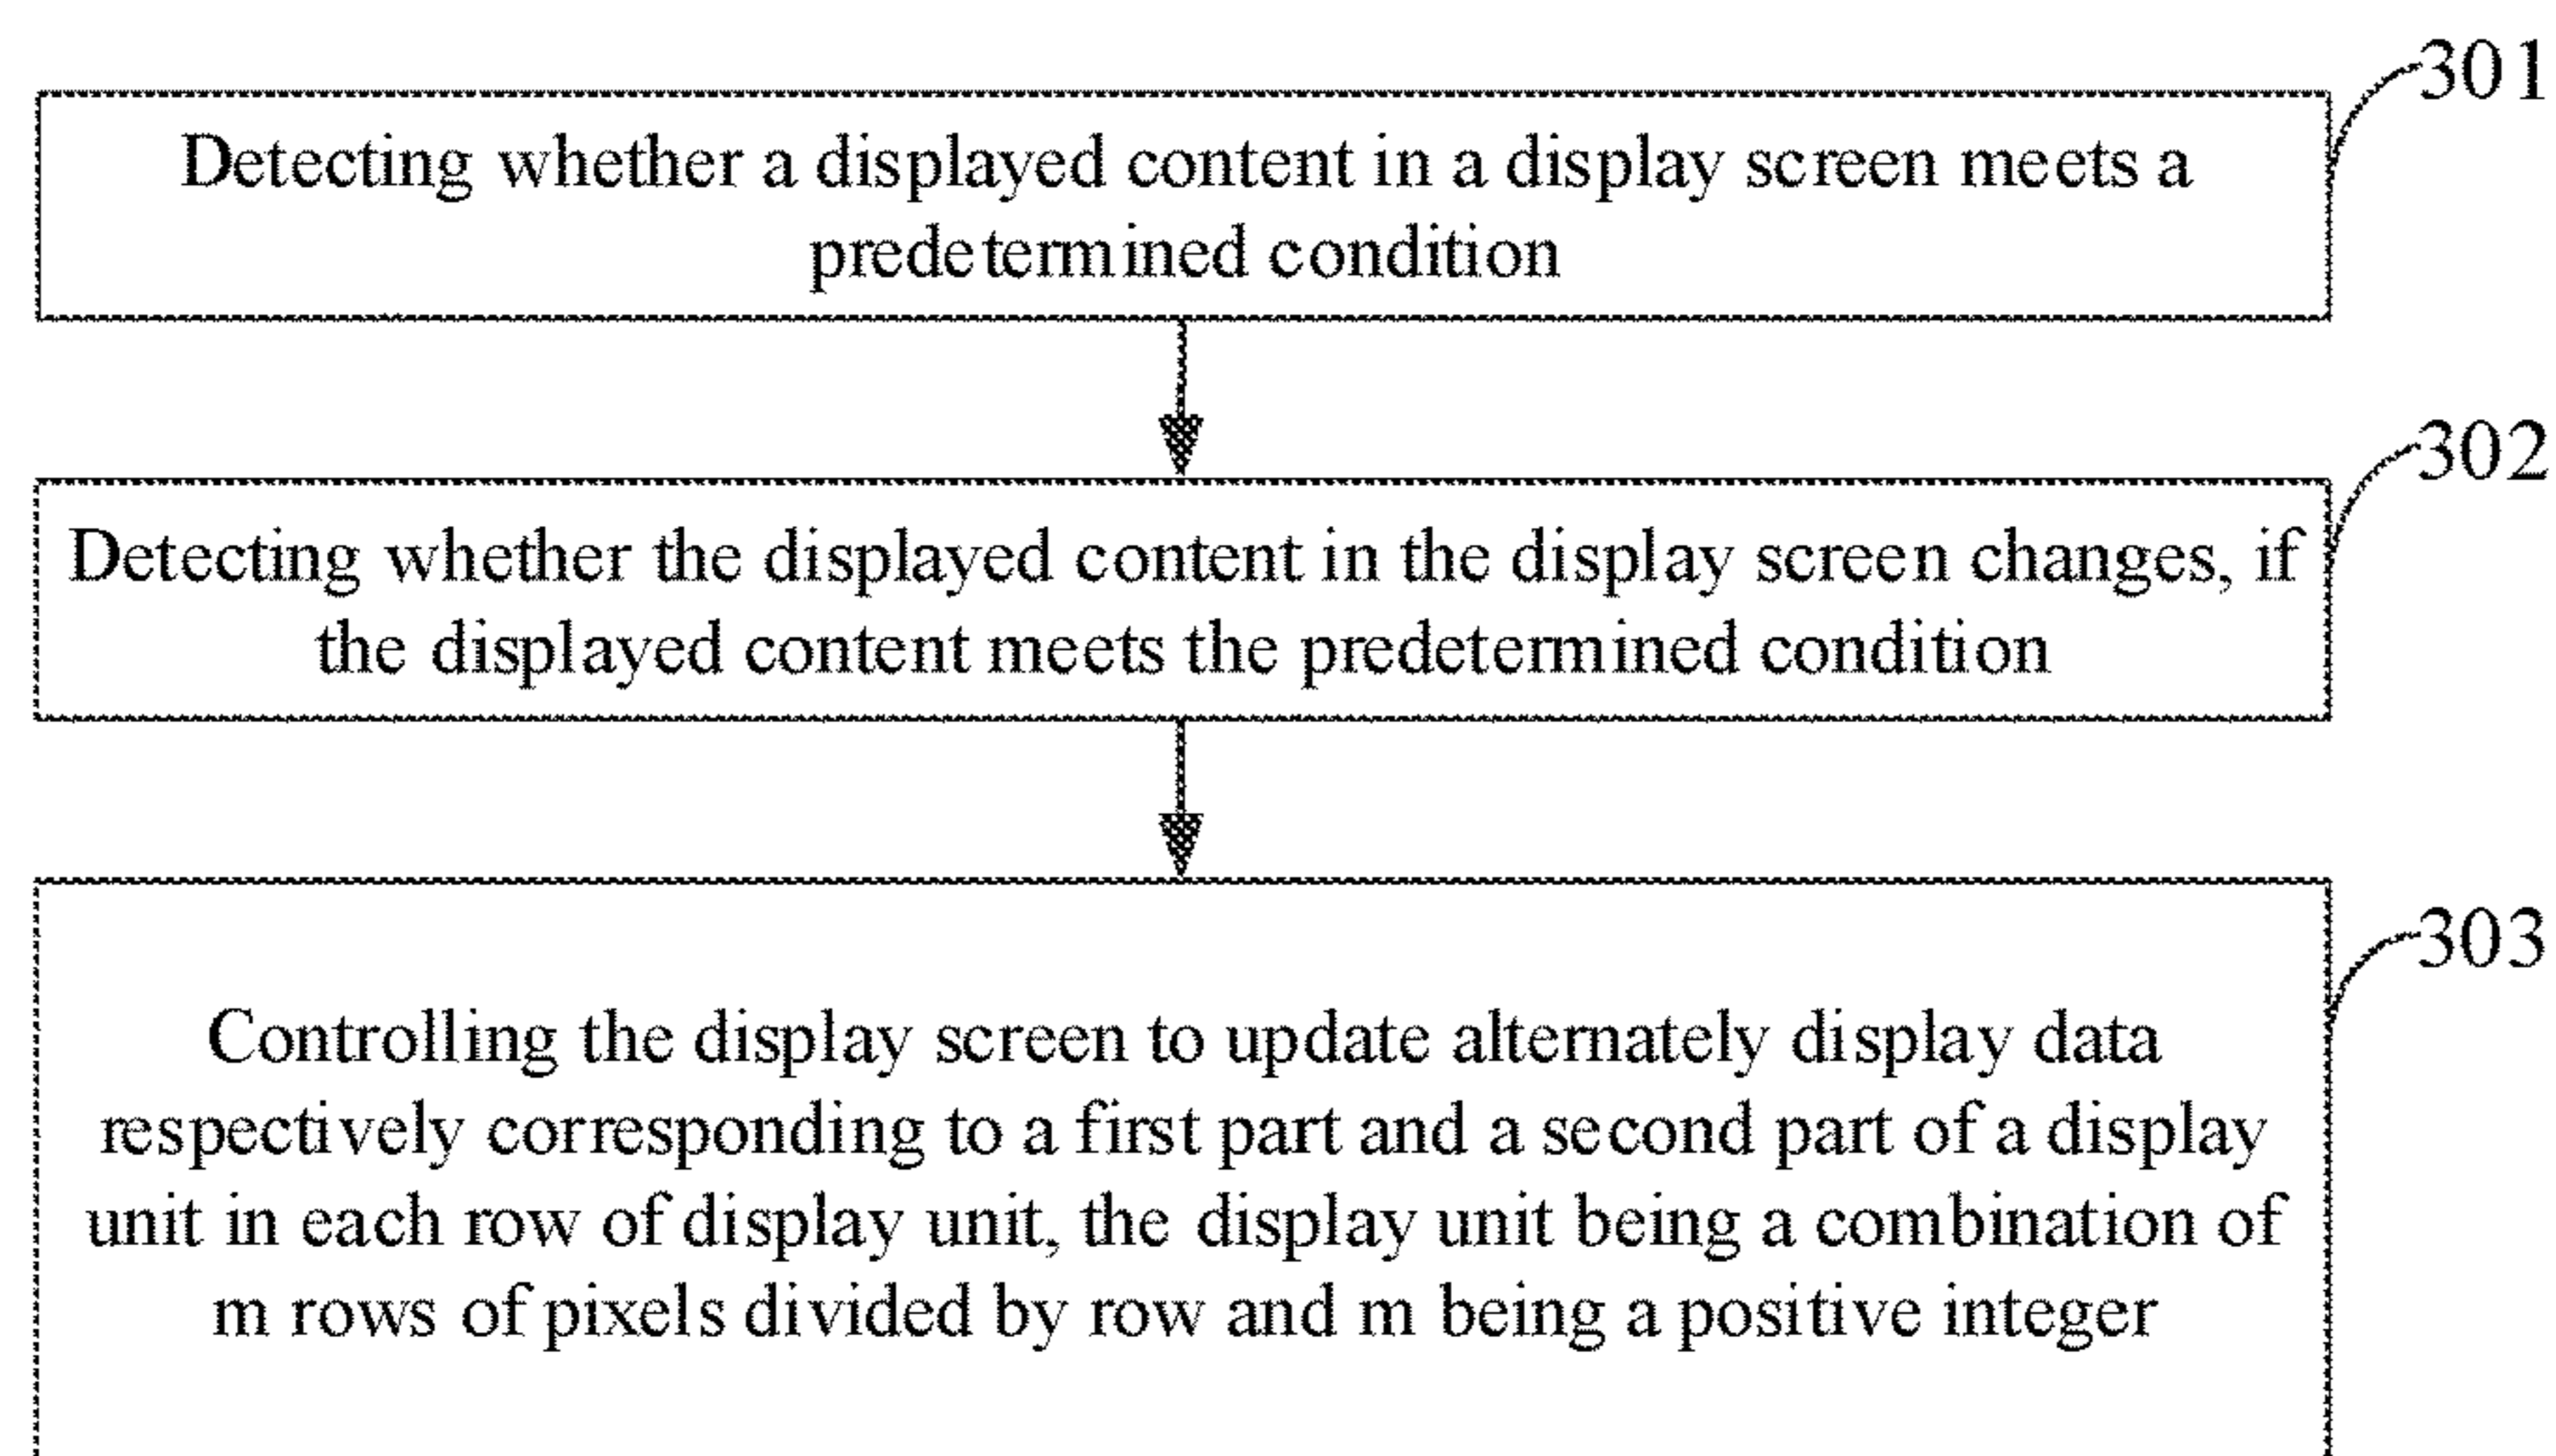 301
Detecting whether a displayed content in a display screen meets a
predetermined condition
302
Detecting whether the displayed content in the display screen changes, if
the displayed content meets the predetermined condition
303
Controlling the display screen to update alternately display data
respectively corresponding to a first part and a second part of a display
unit in each row of display unit, the display unit being a combination of
m rows of pixels divided by row and m being a positive integer